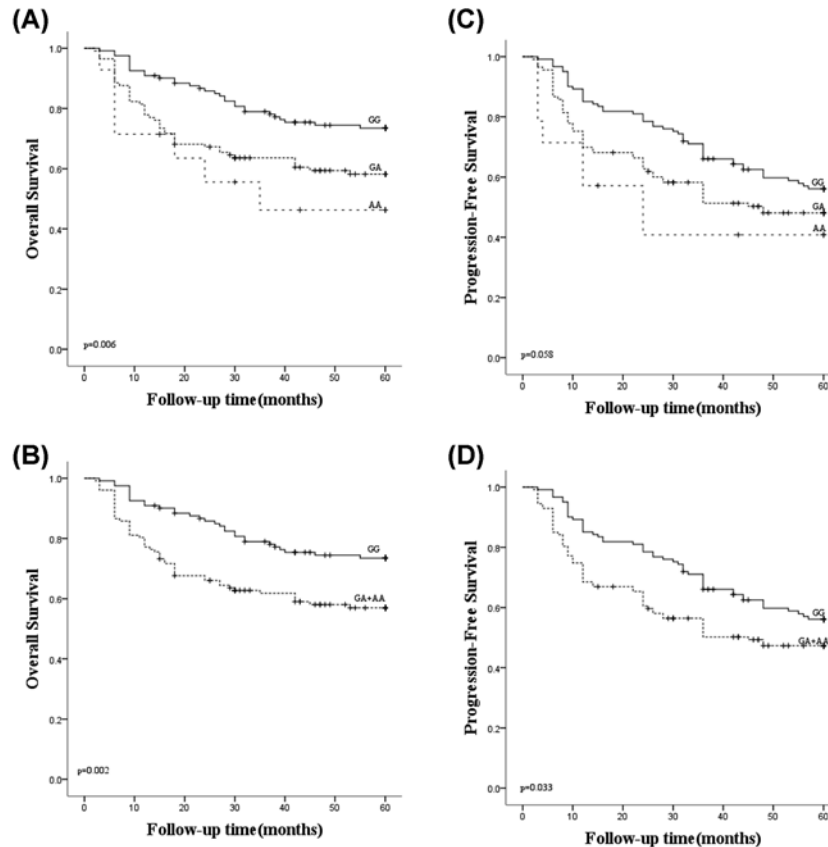 (A)
1.0
0.8
0.6
0.4
0.2
0.0
Overall Survival
GG
GA
AA
p=0.006
0 10 20 30 40 50 60
Follow-up time(months)
(C)
1.0
0.8
0.6
0.4
0.2
0.0
Progression-Free Survival
GG
GA
AA
p=0.058
0 10 20 30 40 50 60
Follow-up time(months)
(B)
1.0
0.8
0.6
0.4
0.2
0.0
Overall Survival
GG
GA+AA
p=0.002
0 10 20 30 40 50 60
Follow-up time(months)
(D)
1.0
0.8
0.6
0.4
0.2
0.0
Progression-Free Survival
GG
GA+AA
p=0.033
0 10 20 30 40 50 60
Follow-up time(months)